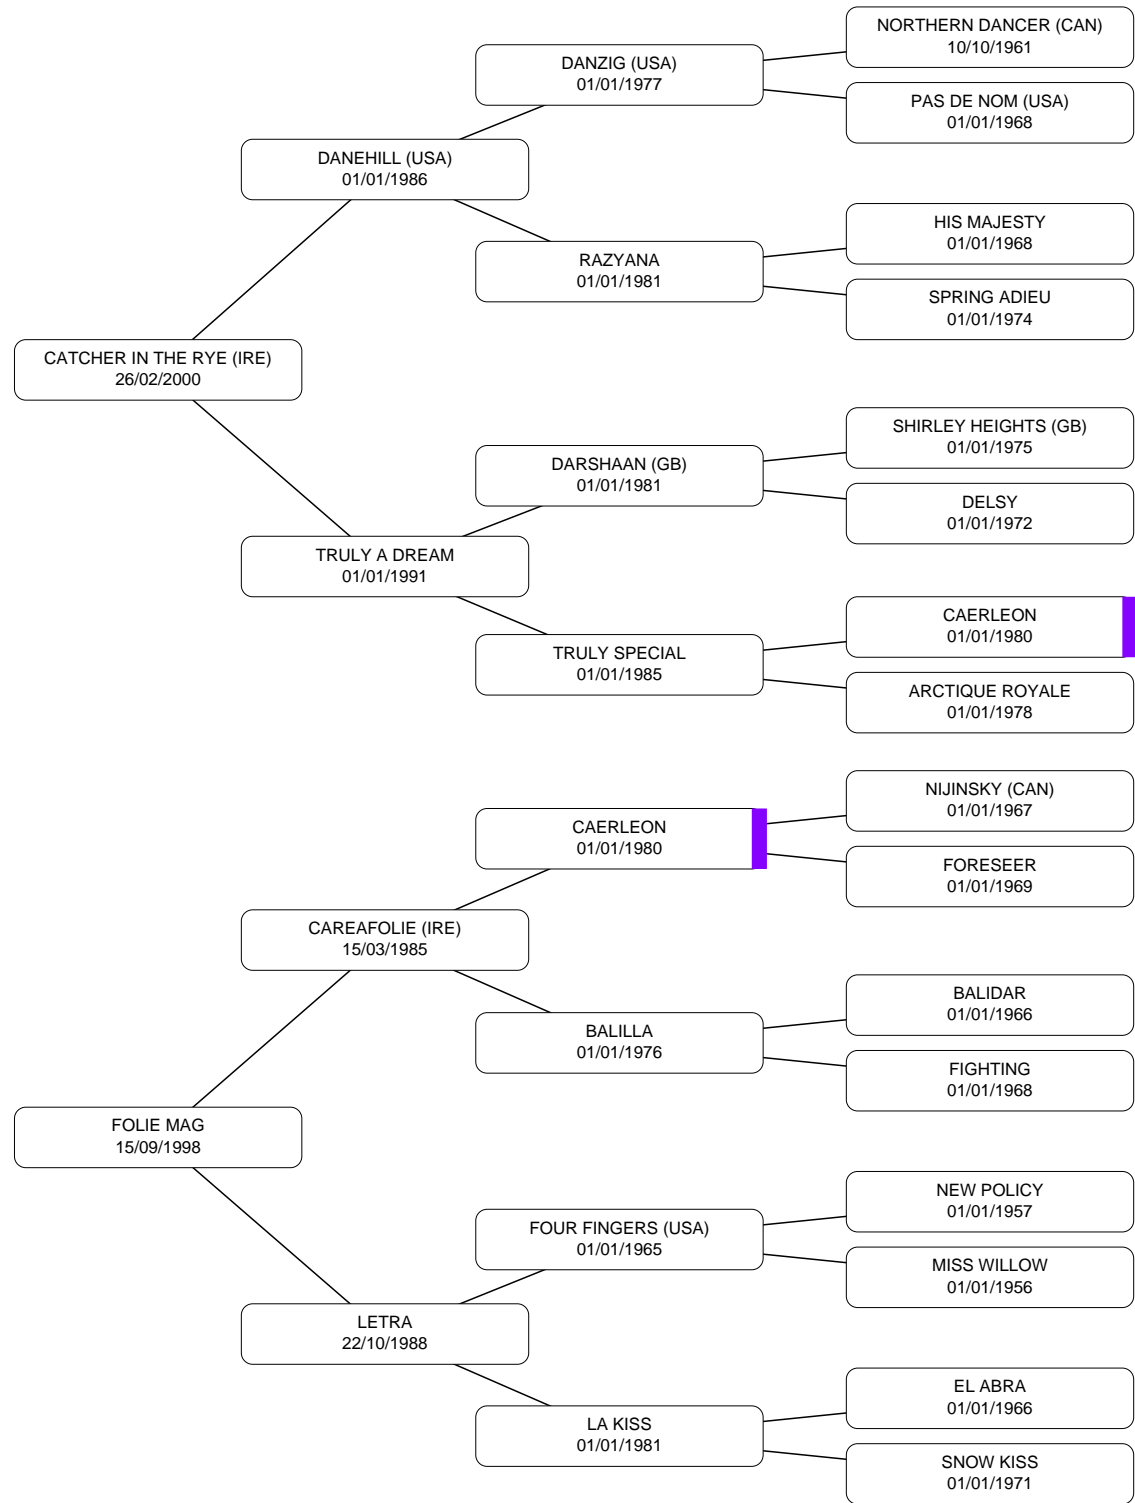 NORTHERN DANCER (CAN)
10/10/1961
DANZIG (USA)
01/01/1977
PAS DE NOM (USA)
01/01/1968
DANEHILL (USA)
01/01/1986
HIS MAJESTY
01/01/1968
RAZYANA
01/01/1981
SPRING ADIEU
01/01/1974
CATCHER IN THE RYE (IRE)
26/02/2000
SHIRLEY HEIGHTS (GB)
01/01/1975
DARSHAAN (GB)
01/01/1981
DELSY
01/01/1972
TRULY A DREAM
01/01/1991
CAERLEON
01/01/1980
TRULY SPECIAL
01/01/1985
ARCTIQUE ROYALE
01/01/1978
NIJINSKY (CAN)
01/01/1967
CAERLEON
01/01/1980
FORESEER
01/01/1969
CAREAFOLIE (IRE)
15/03/1985
BALIDAR
01/01/1966
BALILLA
01/01/1976
FIGHTING
01/01/1968
FOLIE MAG
15/09/1998
NEW POLICY
01/01/1957
FOUR FINGERS (USA)
01/01/1965
MISS WILLOW
01/01/1956
LETRA
22/10/1988
EL ABRA
01/01/1966
LA KISS
01/01/1981
SNOW KISS
01/01/1971